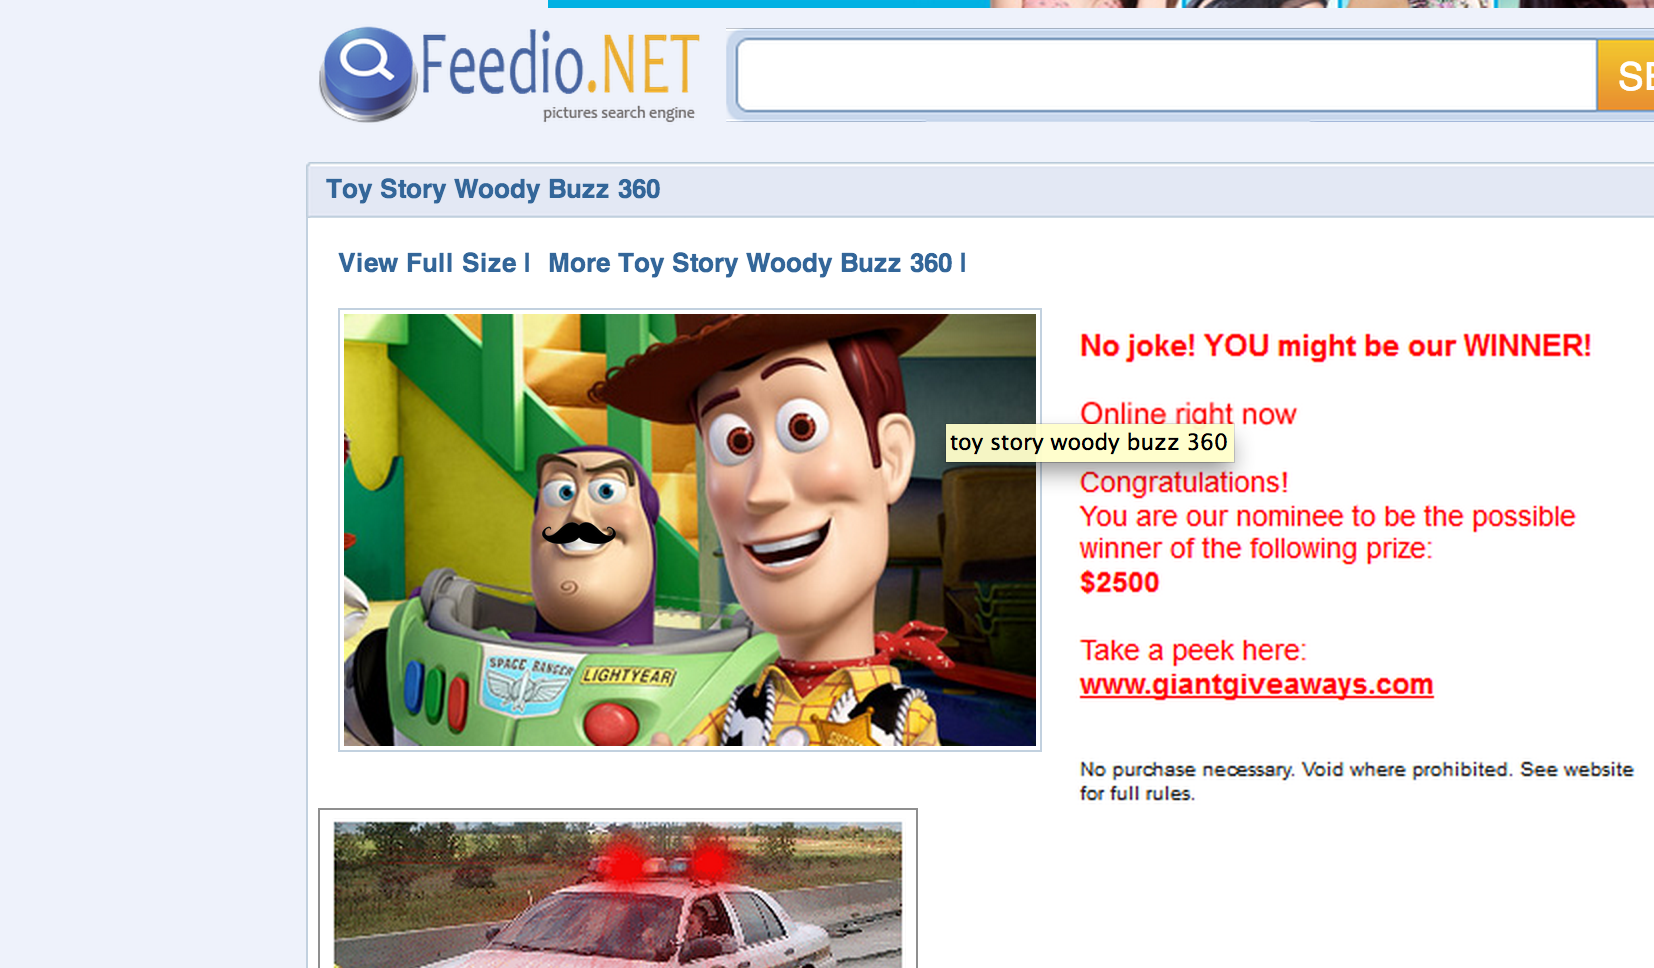 Feedio.NET
pictures search engine
Toy Story Woody Buzz 360
View Full Size | More Toy Story Woody Buzz 360 |
No joke! YOU might be our WINNER!
Online right now
toy story woody buzz 360
Congratulations!
You are our nominee to be the possible
winner of the following prize:
$2500
SPACE RANGER
LIGHTYEAR
Take a peek here:
www.giantgiveaways.com
No purchase necessary. Void where prohibited. See website
for full rules.